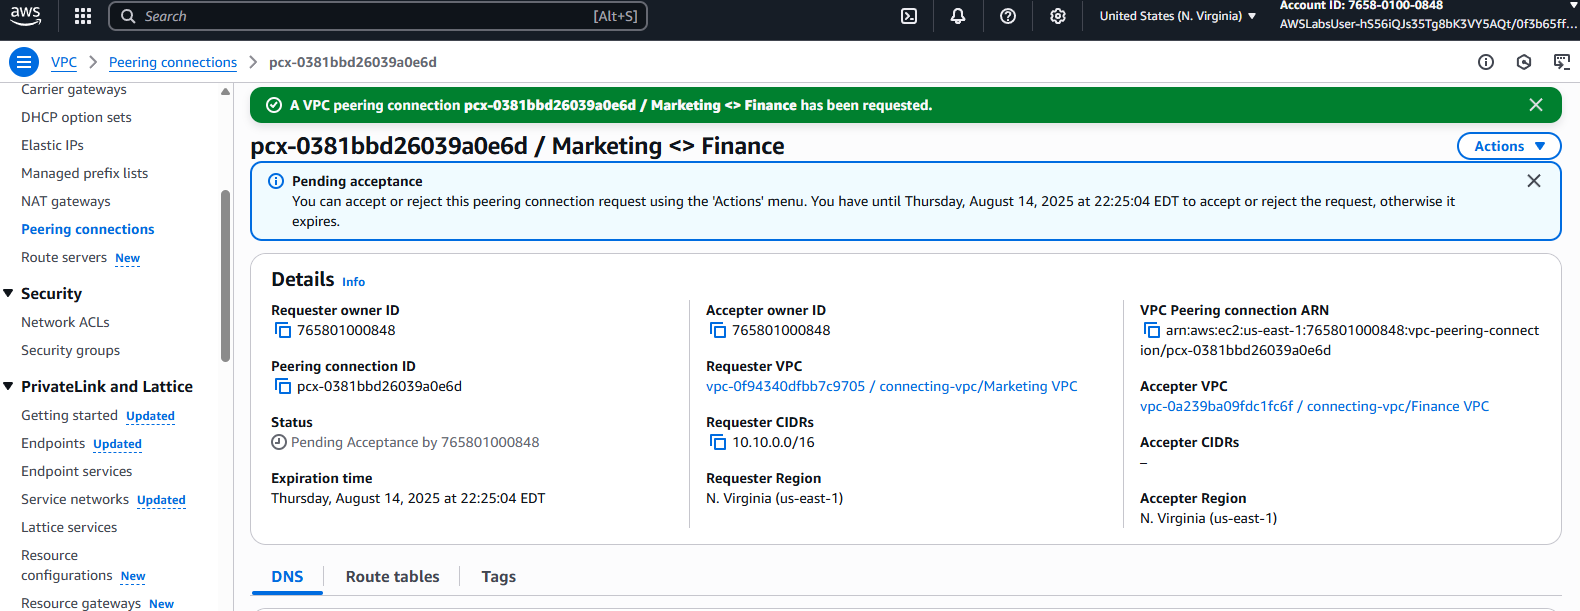 aws
Search
[Alt+S]
United States (N. Virginia)
Account ID: 7658-0100-0848
AWSLabsUser-hS56iQJs35Tg8bK3VY5AQt/0f3b65ff...
VPC
Peering connections
pcx-0381bbd26039a0e6d
Carrier gateways
DHCP option sets
Elastic IPs
Managed prefix lists
NAT gateways
Peering connections
Route servers New
Security
Network ACLs
Security groups
PrivateLink and Lattice
Getting started Updated
Endpoints Updated
Endpoint services
Service networks Updated
Lattice services
Resource
configurations New
Resource gateways New
A VPC peering connection pcx-0381bbd26039a0e6d / Marketing <> Finance has been requested.
pcx-0381bbd26039a0e6d / Marketing <> Finance
Actions
Pending acceptance
You can accept or reject this peering connection request using the 'Actions' menu. You have until Thursday, August 14, 2025 at 22:25:04 EDT to accept or reject the request, otherwise it
expires.
Details Info
Requester owner ID
765801000848
Peering connection ID
pcx-0381bbd26039a0e6d
Status
Pending Acceptance by 765801000848
Expiration time
Thursday, August 14, 2025 at 22:25:04 EDT
Accepter owner ID
765801000848
Requester VPC
vpc-0f94340dfbb7c9705 / connecting-vpc/Marketing VPC
Requester CIDRs
10.10.0.0/16
Requester Region
N. Virginia (us-east-1)
VPC Peering connection ARN
arn:aws:ec2:us-east-1:765801000848:vpc-peering-connect
ion/pcx-0381bbd26039a0e6d
Accepter VPC
vpc-0a239ba09fdc1fc6f / connecting-vpc/Finance VPC
Accepter CIDRs
–
Accepter Region
N. Virginia (us-east-1)
DNS
Route tables
Tags